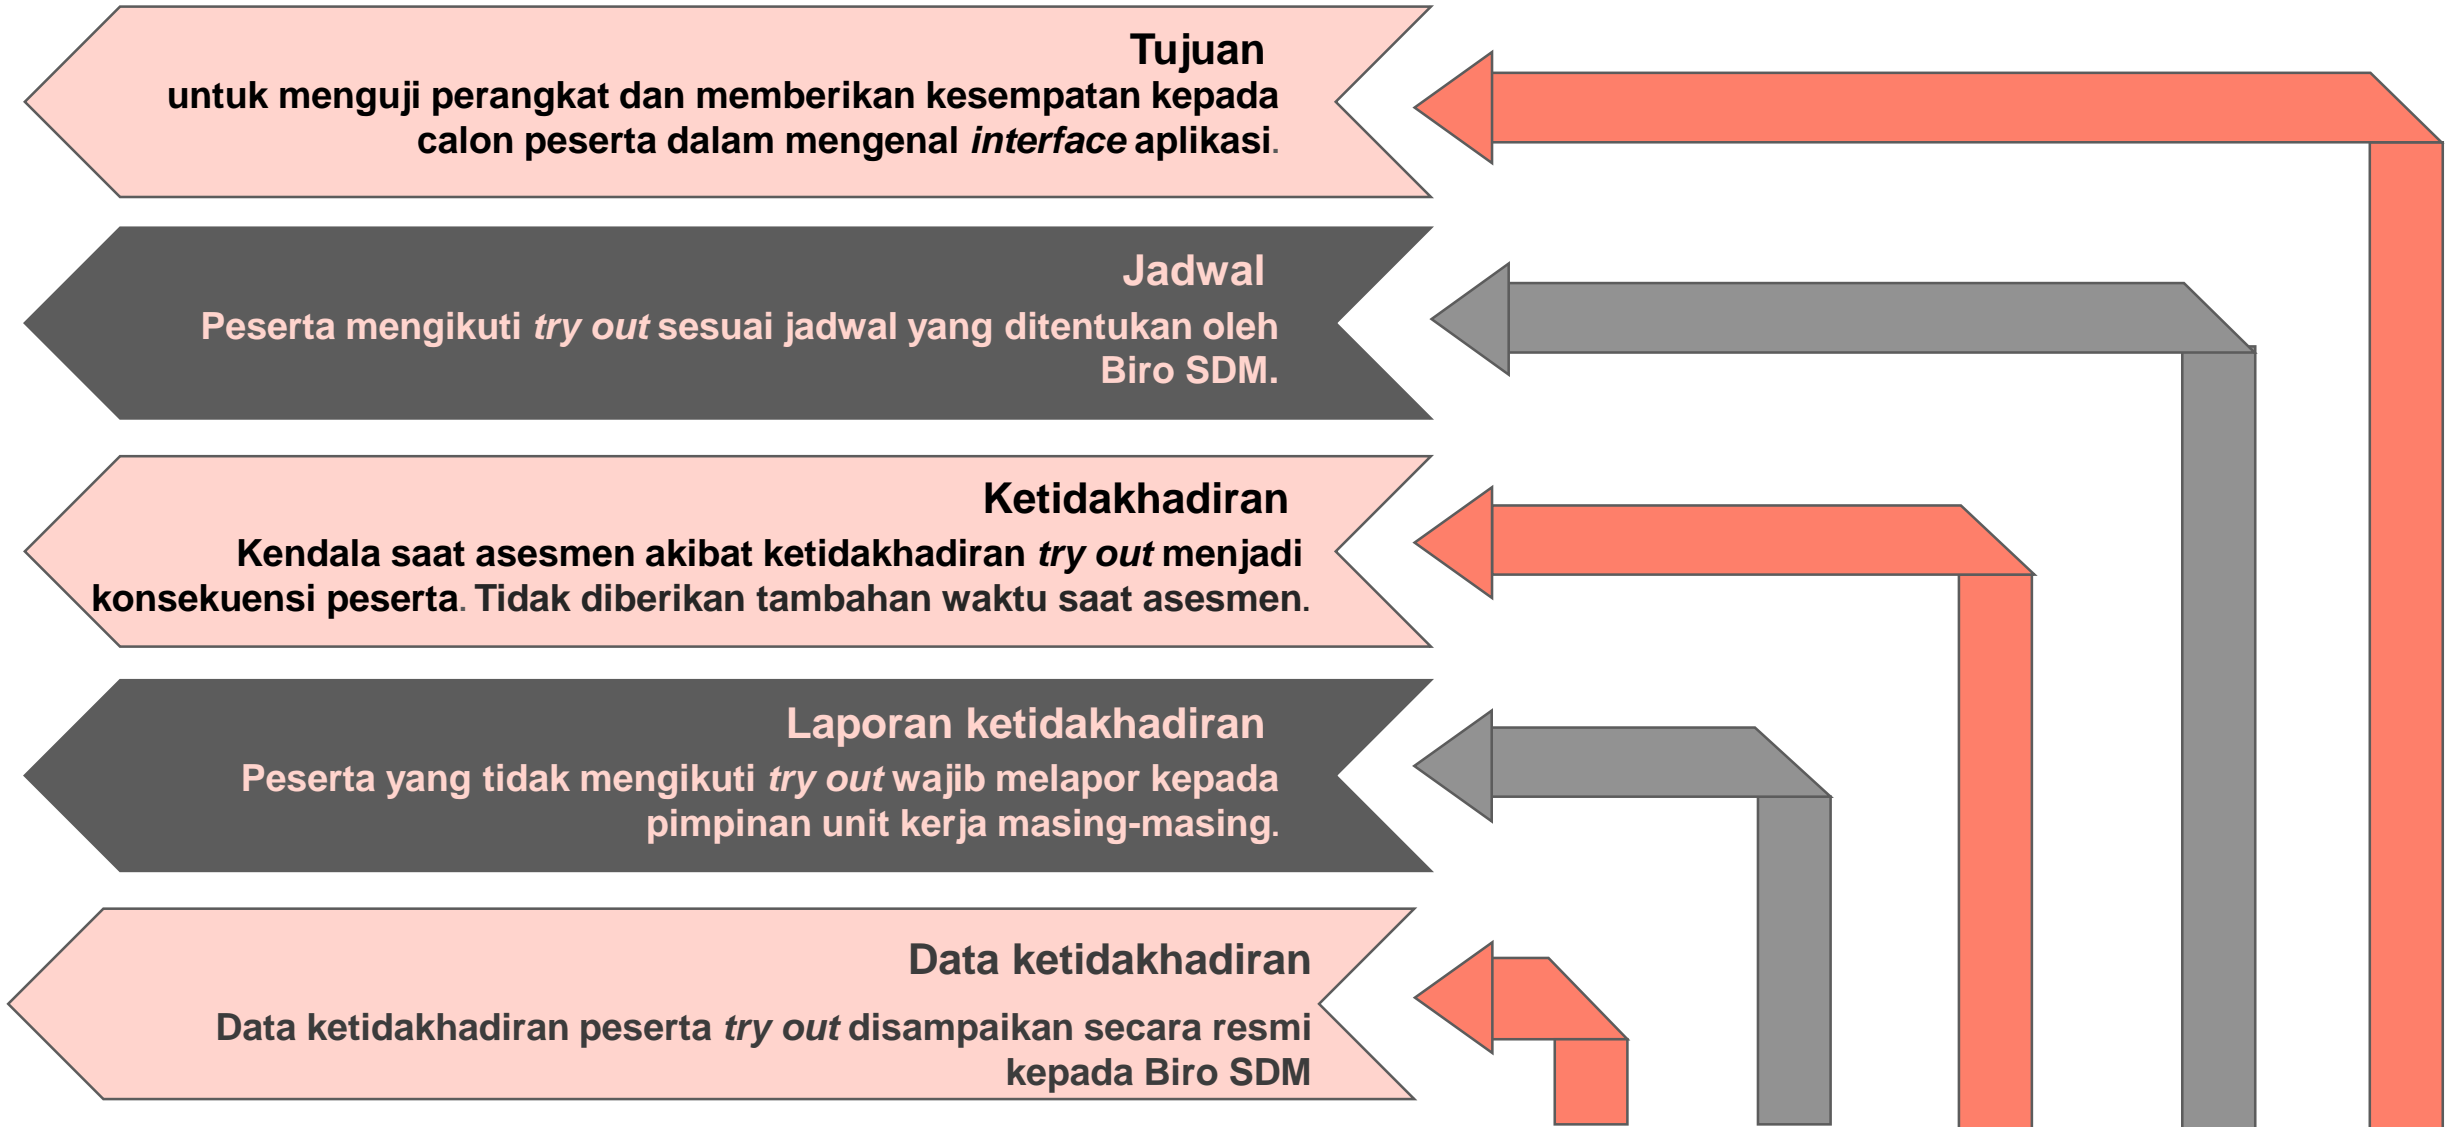 Tujuan
untuk menguji perangkat dan memberikan kesempatan kepada
calon peserta dalam mengenal interface aplikasi.
Jadwal
Peserta mengikuti try out sesuai jadwal yang ditentukan oleh
Biro SDM.
Ketidakhadiran
Kendala saat asesmen akibat ketidakhadiran try out menjadi
konsekuensi peserta. Tidak diberikan tambahan waktu saat asesmen.
Laporan ketidakhadiran
Peserta yang tidak mengikuti try out wajib melapor kepada
pimpinan unit kerja masing-masing.
Data ketidakhadiran
Data ketidakhadiran peserta try out disampaikan secara resmi
kepada Biro SDM